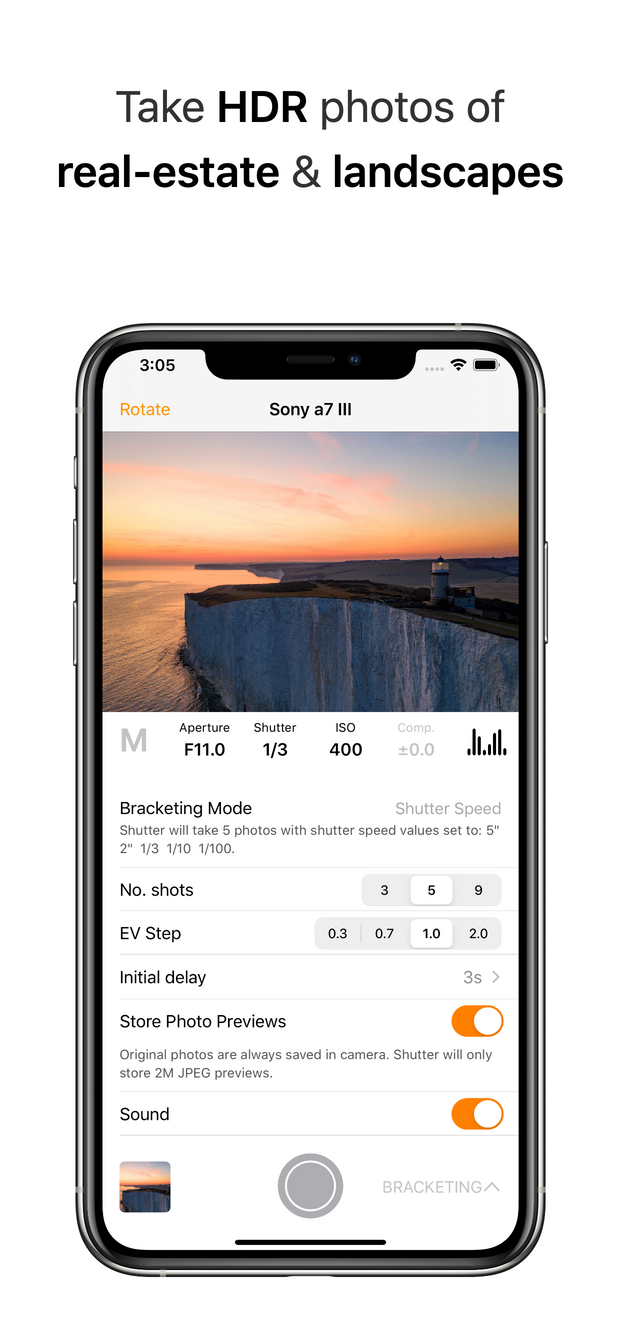 Take HDR photos of
real-estate & landscapes
3:05
Rotate
Sony a7 III
M
Aperture Shutter ISO Comp.
F11.0 1/3 400 ±0.0
Bracketing Mode Shutter Speed
Shutter will take 5 photos with shutter speed values set to: 5"
2" 1/3 1/10 1/100.
No. shots 3 5 9
EV Step 0.3 0.7 1.0 2.0
Initial delay 3s
Store Photo Previews
Original photos are always saved in camera. Shutter will only
store 2M JPEG previews.
Sound
BRACKETING